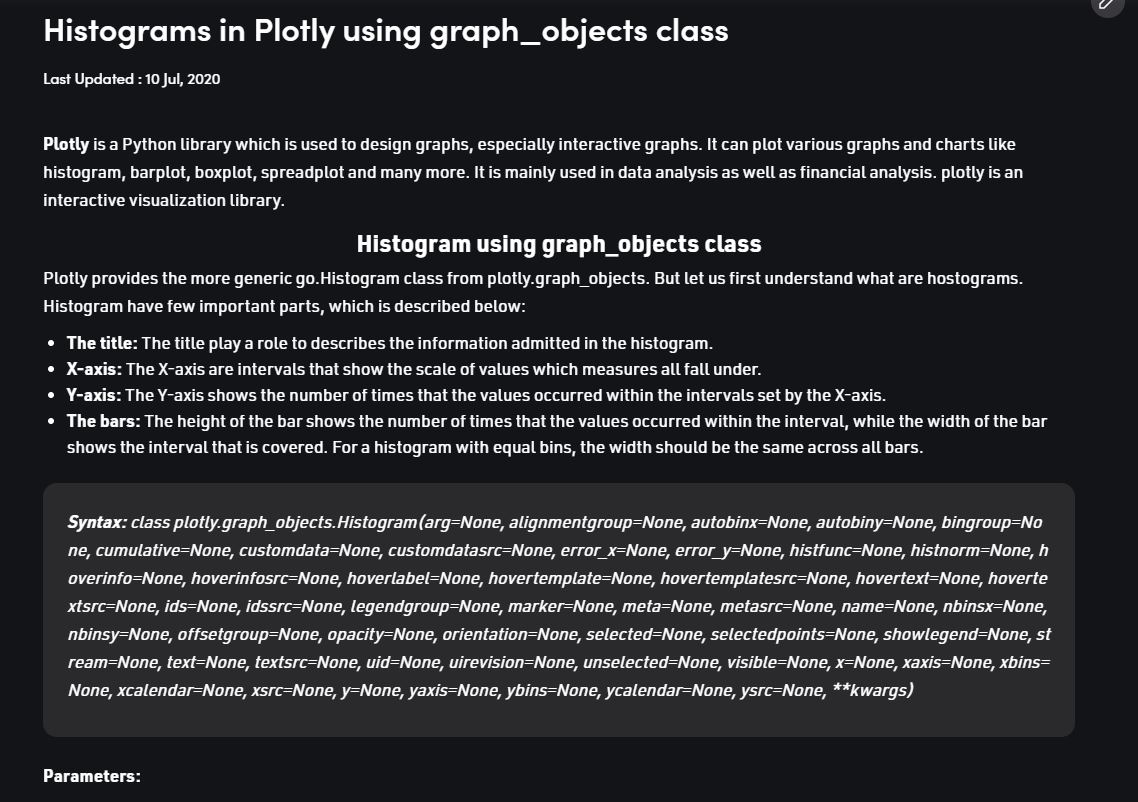 Histograms in Plotly using graph_objects class
Last Updated : 10 Jul, 2020
Plotly is a Python library which is used to design graphs, especially interactive graphs. It can plot various graphs and charts like
histogram, barplot, boxplot, spreadplot and many more. It is mainly used in data analysis as well as financial analysis. plotly is an
interactive visualization library.
Histogram using graph_objects class
Plotly provides the more generic go.Histogram class from plotly.graph_objects. But let us first understand what are hostograms.
Histogram have few important parts, which is described below:
• The title: The title play a role to describes the information admitted in the histogram.
• X-axis: The X-axis are intervals that show the scale of values which measures all fall under.
• Y-axis: The Y-axis shows the number of times that the values occurred within the intervals set by the X-axis.
• The bars: The height of the bar shows the number of times that the values occurred within the interval, while the width of the bar
shows the interval that is covered. For a histogram with equal bins, the width should be the same across all bars.
Syntax: class plotly.graph_objects.Histogram(arg=None, alignmentgroup=None, autobinx=None, autobiny=None, bingroup=No
ne, cumulative=None, customdata=None, customdatasrc=None, error_x=None, error_y=None, histfunc=None, histnorm=None, h
overinfo=None, hoverinfosrc=None, hoverlabel=None, hovertemplate=None, hovertemplatesrc=None, hovertext=None, hoverte
xtsrc=None, ids=None, idssrc=None, legendgroup=None, marker=None, meta=None, metasrc=None, name=None, nbinsx=None,
nbinsy=None, offsetgroup=None, opacity=None, orientation=None, selected=None, selectedpoints=None, showlegend=None, st
ream=None, text=None, textsrc=None, uid=None, uirevision=None, unselected=None, visible=None, x=None, xaxis=None, xbins=
None, xcalendar=None, xsrc=None, y=None, yaxis=None, ybins=None, ycalendar=None, ysrc=None, **kwargs)
Parameters: